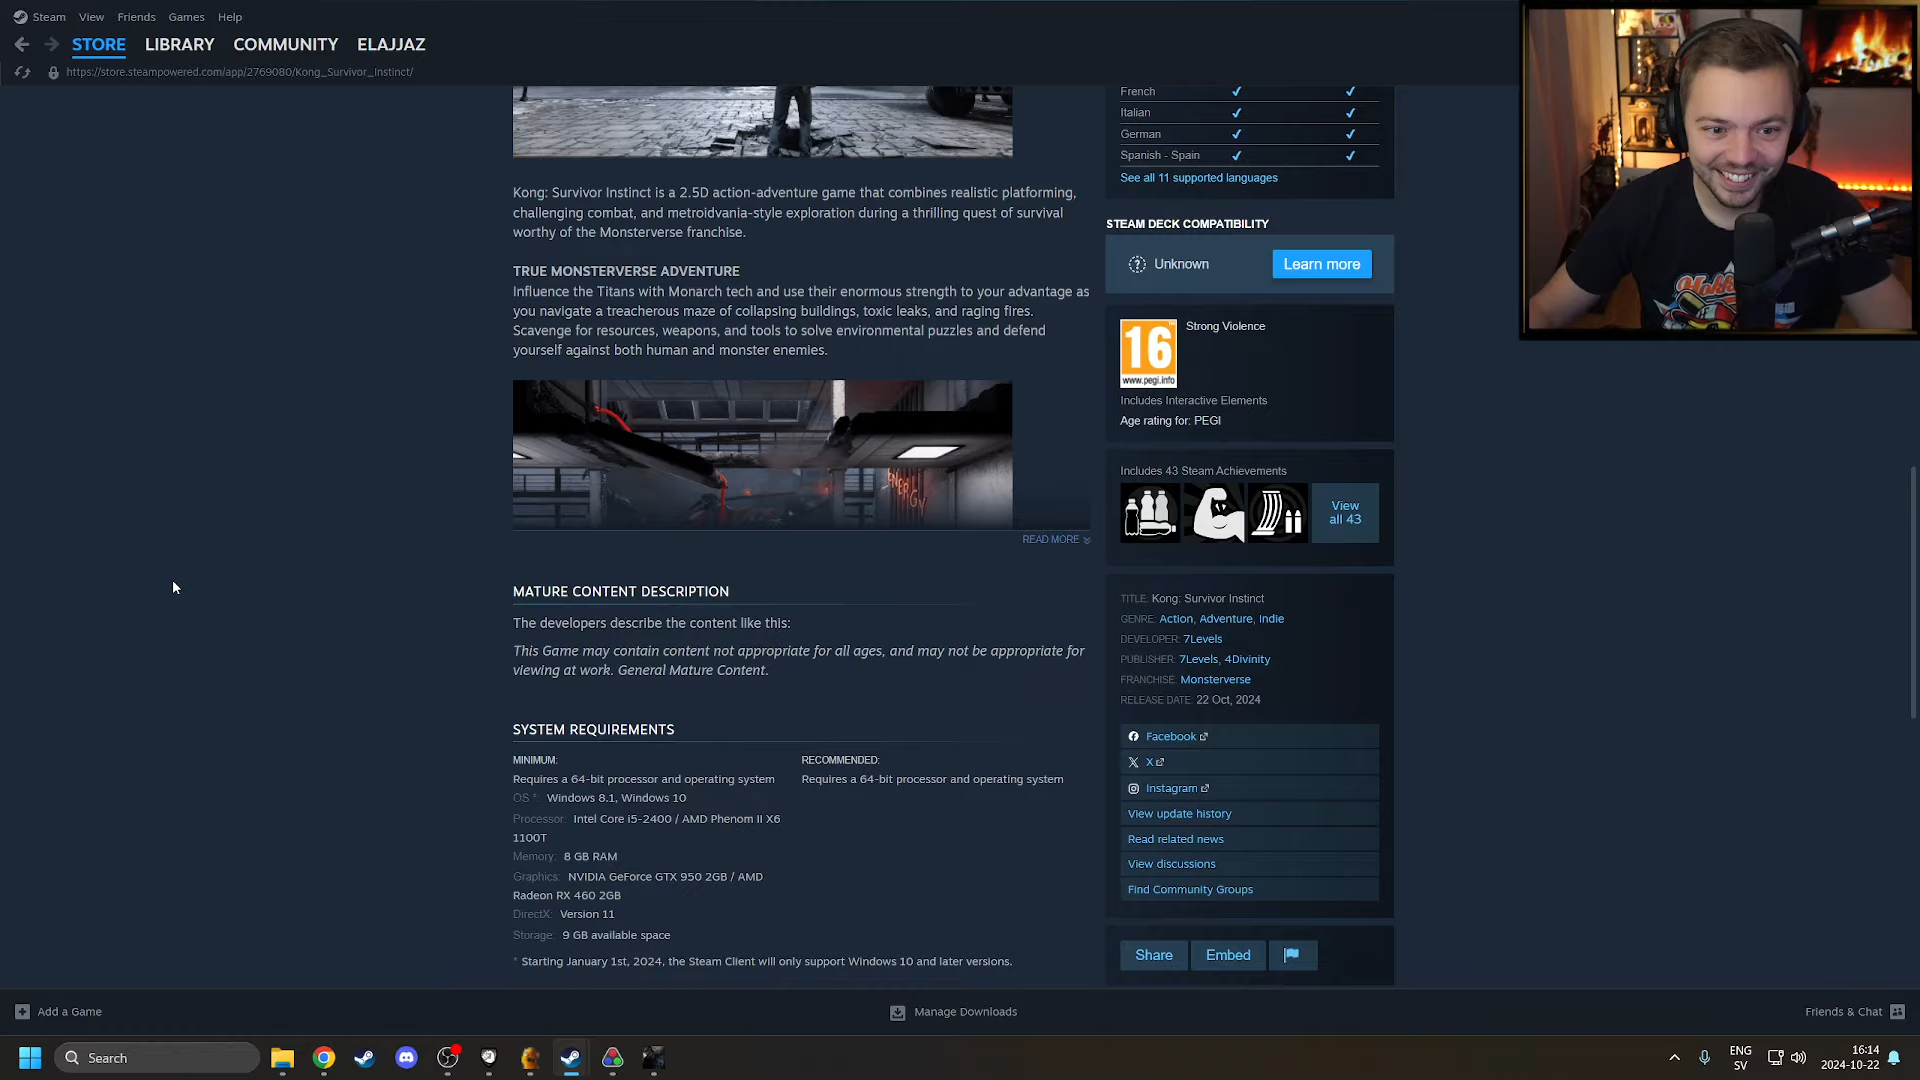 Steam View Friends Games Help
STORE LIBRARY COMMUNITY ELAJJAZ
https://store.steampowered.com/app/2769080/Kong_Survivor_Instinct/
Kong: Survivor Instinct is a 2.5D action-adventure game that combines realistic platforming,
challenging combat, and metroidvania-style exploration during a thrilling quest of survival
worthy of the Monsterverse franchise.
TRUE MONSTERVERSE ADVENTURE
Influence the Titans with Monarch tech and use their enormous strength to your advantage as
you navigate a treacherous maze of collapsing buildings, toxic leaks, and raging fires.
Scavenge for resources, weapons, and tools to solve environmental puzzles and defend
yourself against both human and monster enemies.
ENERGY
READ MORE
MATURE CONTENT DESCRIPTION
The developers describe the content like this:
This Game may contain content not appropriate for all ages, and may not be appropriate for
viewing at work. General Mature Content.
SYSTEM REQUIREMENTS
MINIMUM:
Requires a 64-bit processor and operating system
OS *: Windows 8.1, Windows 10
Processor: Intel Core i5-2400 / AMD Phenom II X6
1100T
Memory: 8 GB RAM
Graphics: NVIDIA GeForce GTX 950 2GB / AMD
Radeon RX 460 2GB
DirectX: Version 11
Storage: 9 GB available space
RECOMMENDED:
Requires a 64-bit processor and operating system
* Starting January 1st, 2024, the Steam Client will only support Windows 10 and later versions.
French ✔ ✔
Italian ✔ ✔
German ✔ ✔
Spanish - Spain ✔ ✔
See all 11 supported languages
STEAM DECK COMPATIBILITY
Unknown Learn more
16
www.pegi.info
Strong Violence
Includes Interactive Elements
Age rating for: PEGI
Includes 43 Steam Achievements
View
all 43
TITLE: Kong: Survivor Instinct
GENRE: Action, Adventure, Indie
DEVELOPER: 7Levels
PUBLISHER: 7Levels, 4Divinity
FRANCHISE: Monsterverse
RELEASE DATE: 22 Oct, 2024
Facebook
X
Instagram
View update history
Read related news
View discussions
Find Community Groups
Share Embed
Add a Game Manage Downloads Friends & Chat
Search
ENG
SV
16:14
2024-10-22